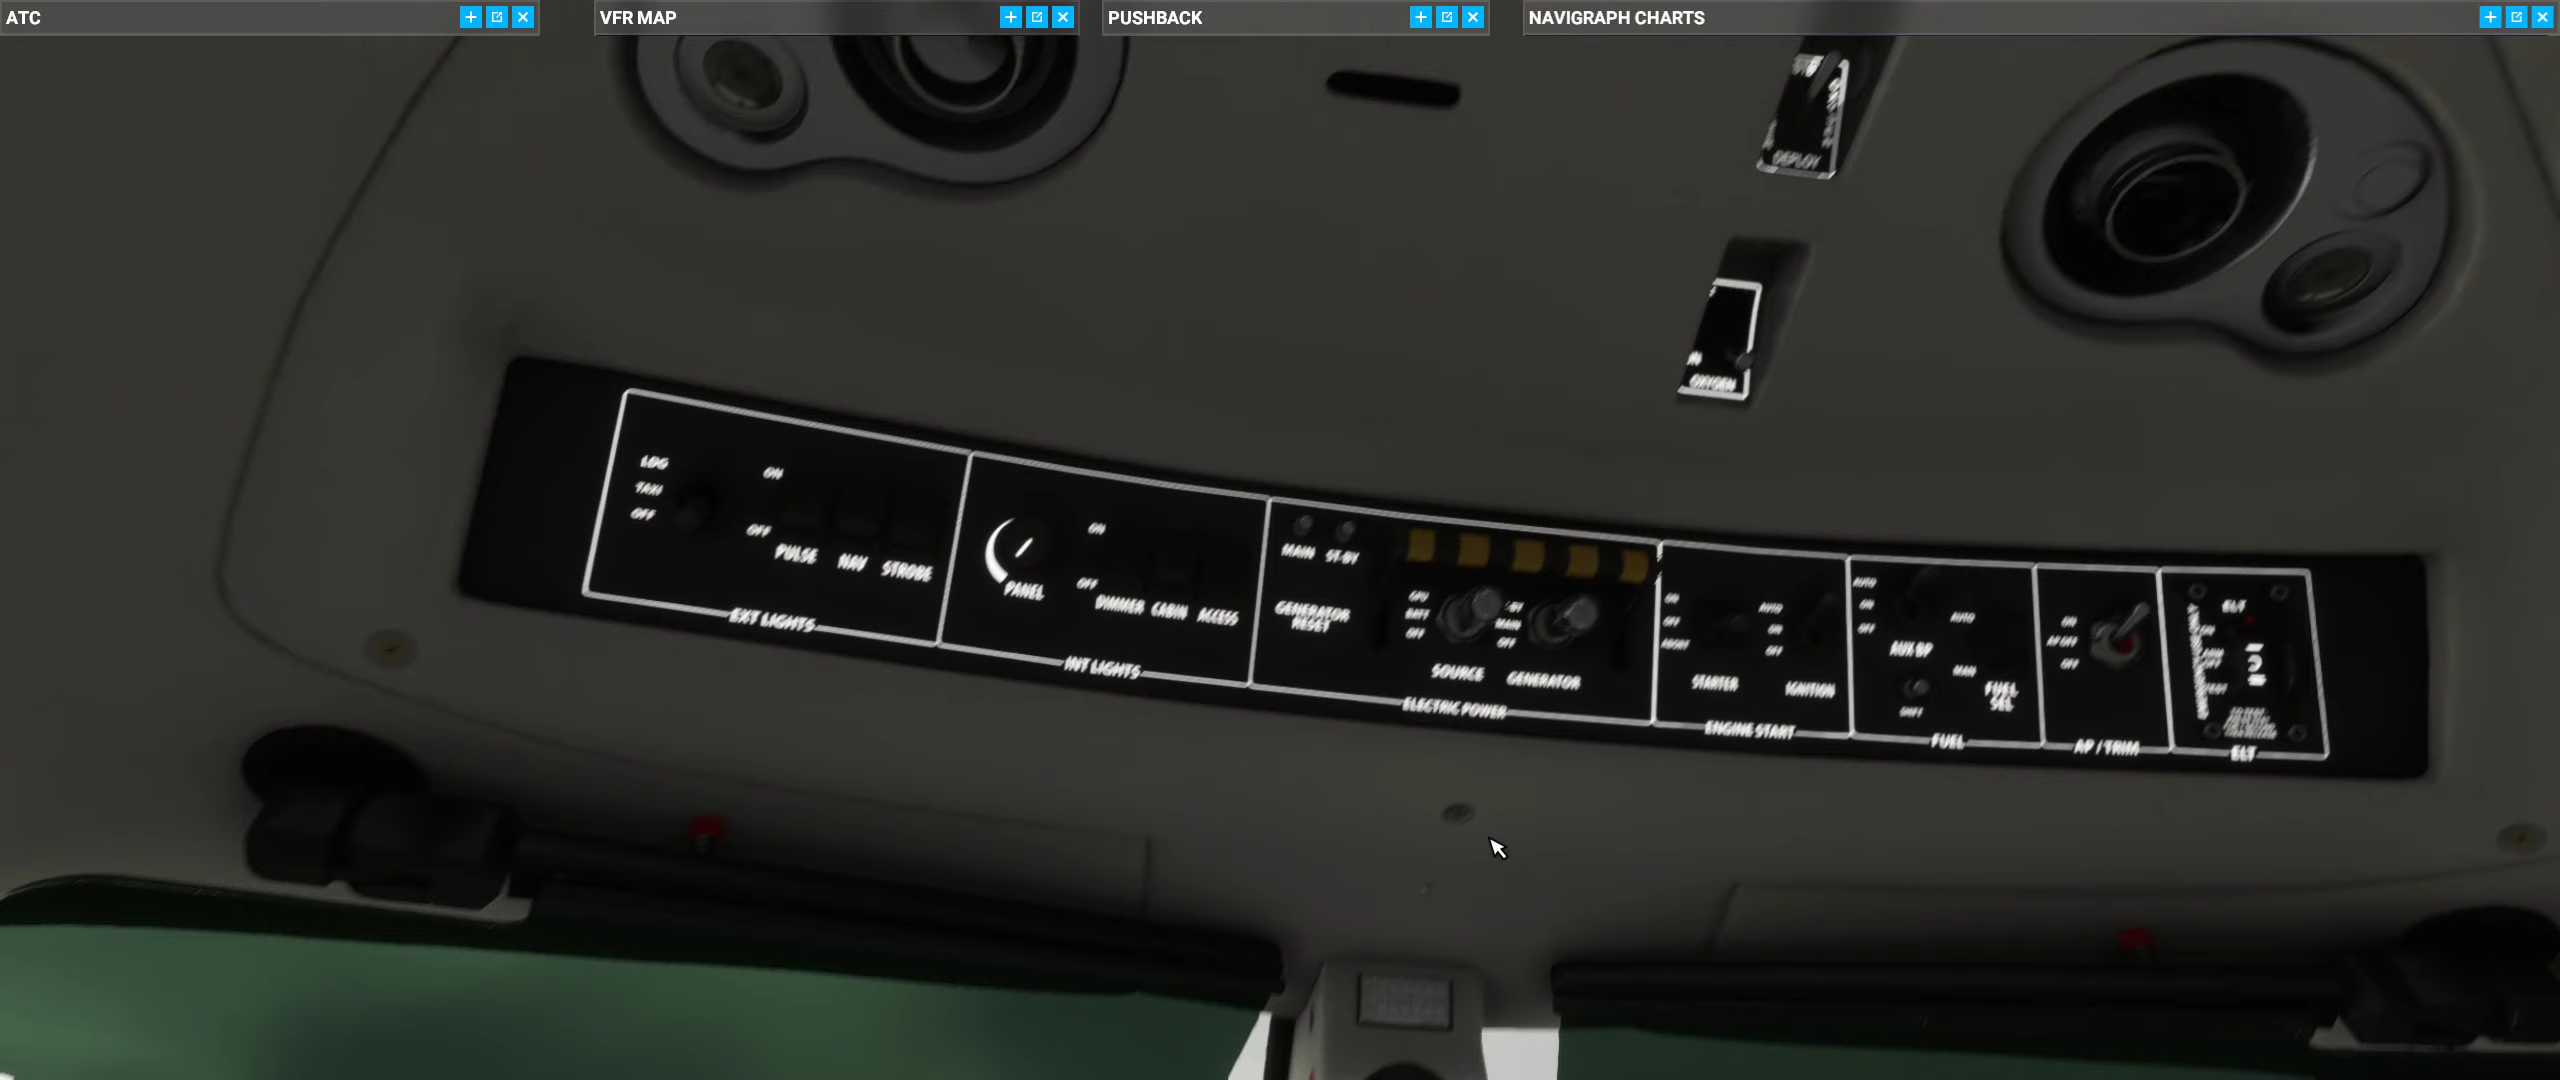 ATC
VFR MAP
PUSHBACK
NAVIGRAPH CHARTS
DEPLOY
OXYGEN
LDG
TAXI
OFF
ON
OFF
PULSE NAV STROBE
EXT LIGHTS
PANEL
ON
OFF
DIMMER CABIN ACCESS
INT LIGHTS
MAIN ST-BY
GENERATOR
RESET
GPU
BATT
OFF
SOURCE
MAIN
OFF
GENERATOR
ELECTRIC POWER
ON
OFF
ABORT
STARTER
AUTO
ON
OFF
IGNITION
ENGINE START
AUTO
ON
OFF
AUX BP
SHIFT
AUTO
MAN
FUEL
SEL
FUEL
ON
AP OFF
OFF
AP / TRIM
ELT
ON
ELT